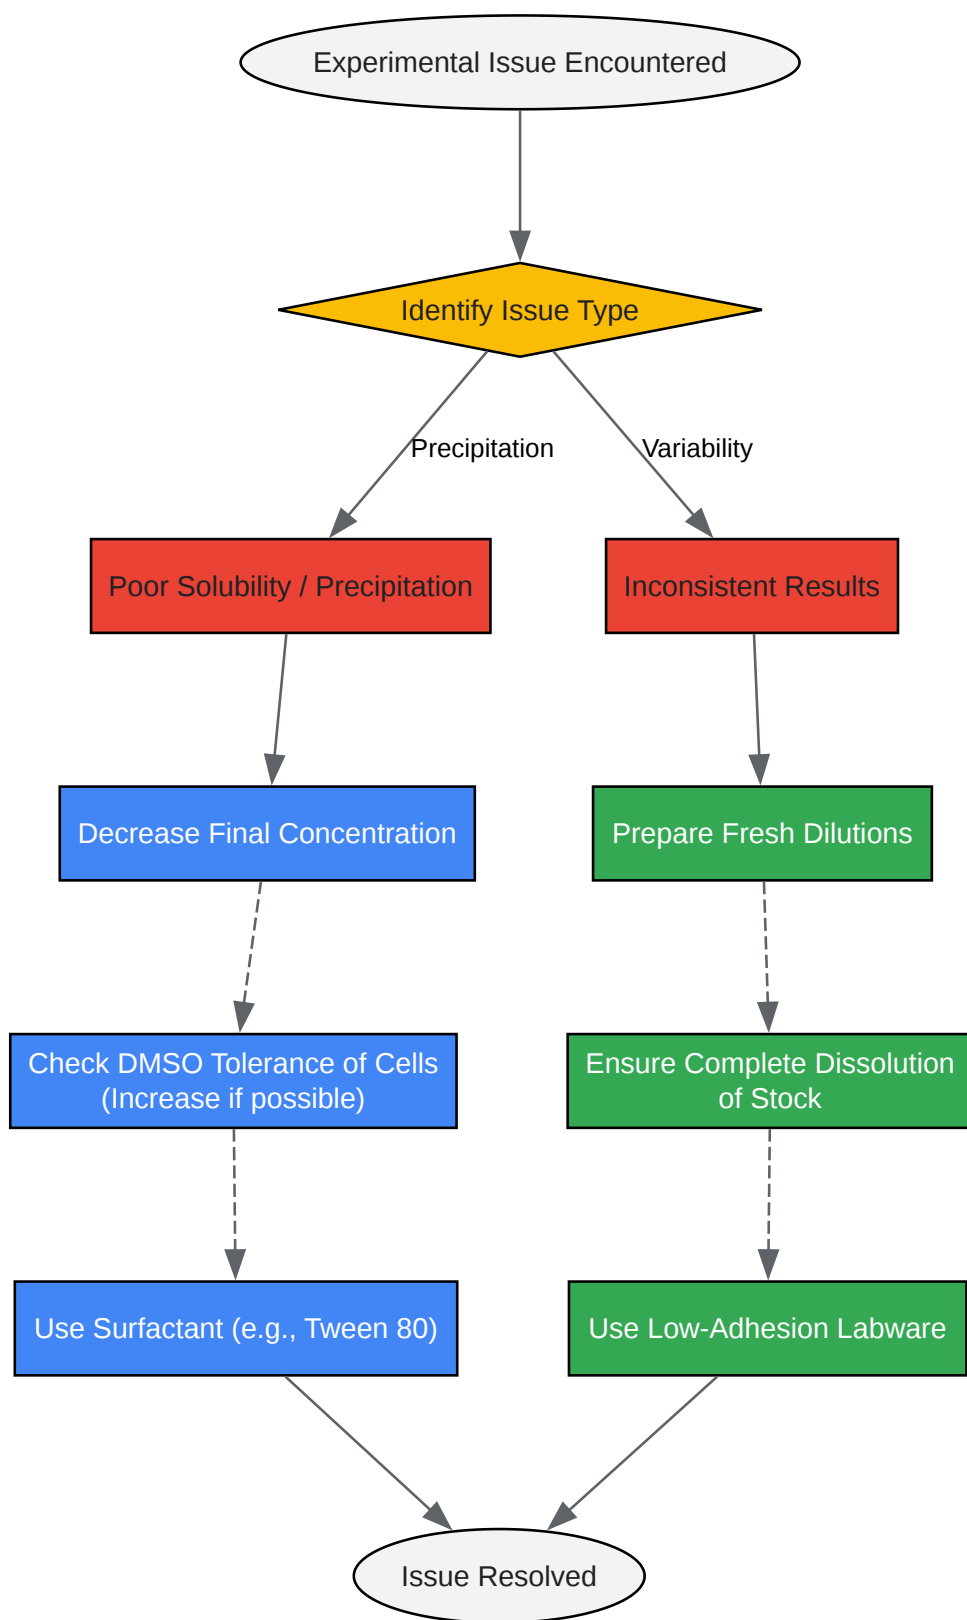 Experimental Issue Encountered
Identify Issue Type
Precipitation
Variability
Poor Solubility / Precipitation
Inconsistent Results
Decrease Final Concentration
Prepare Fresh Dilutions
Check DMSO Tolerance of Cells
(Increase if possible)
Ensure Complete Dissolution
of Stock
Use Surfactant (e.g., Tween 80)
Use Low-Adhesion Labware
Issue Resolved